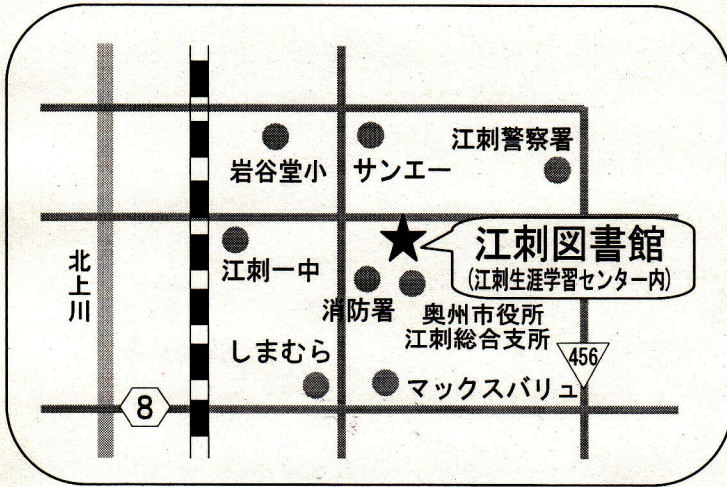 岩谷堂小
サンエー
江刺警察署
北上川
江刺一中
江刺図書館
(江刺生涯学習センター内)
消防署
奥州市役所
江刺総合支所
しまむら
マックスバリュ
456
8